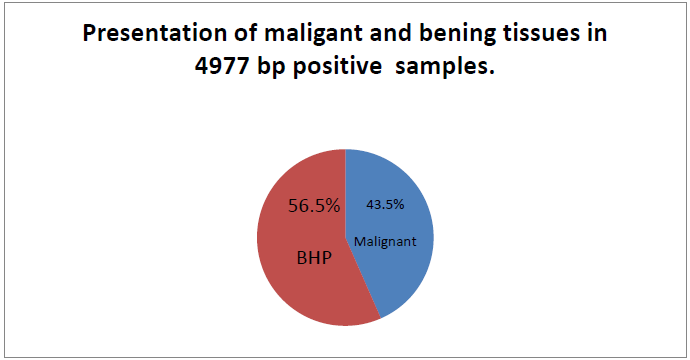 Presentation of maligant and bening tissues in
4977 bp positive samples.
56.5%
43.5%
Malignant
BHP